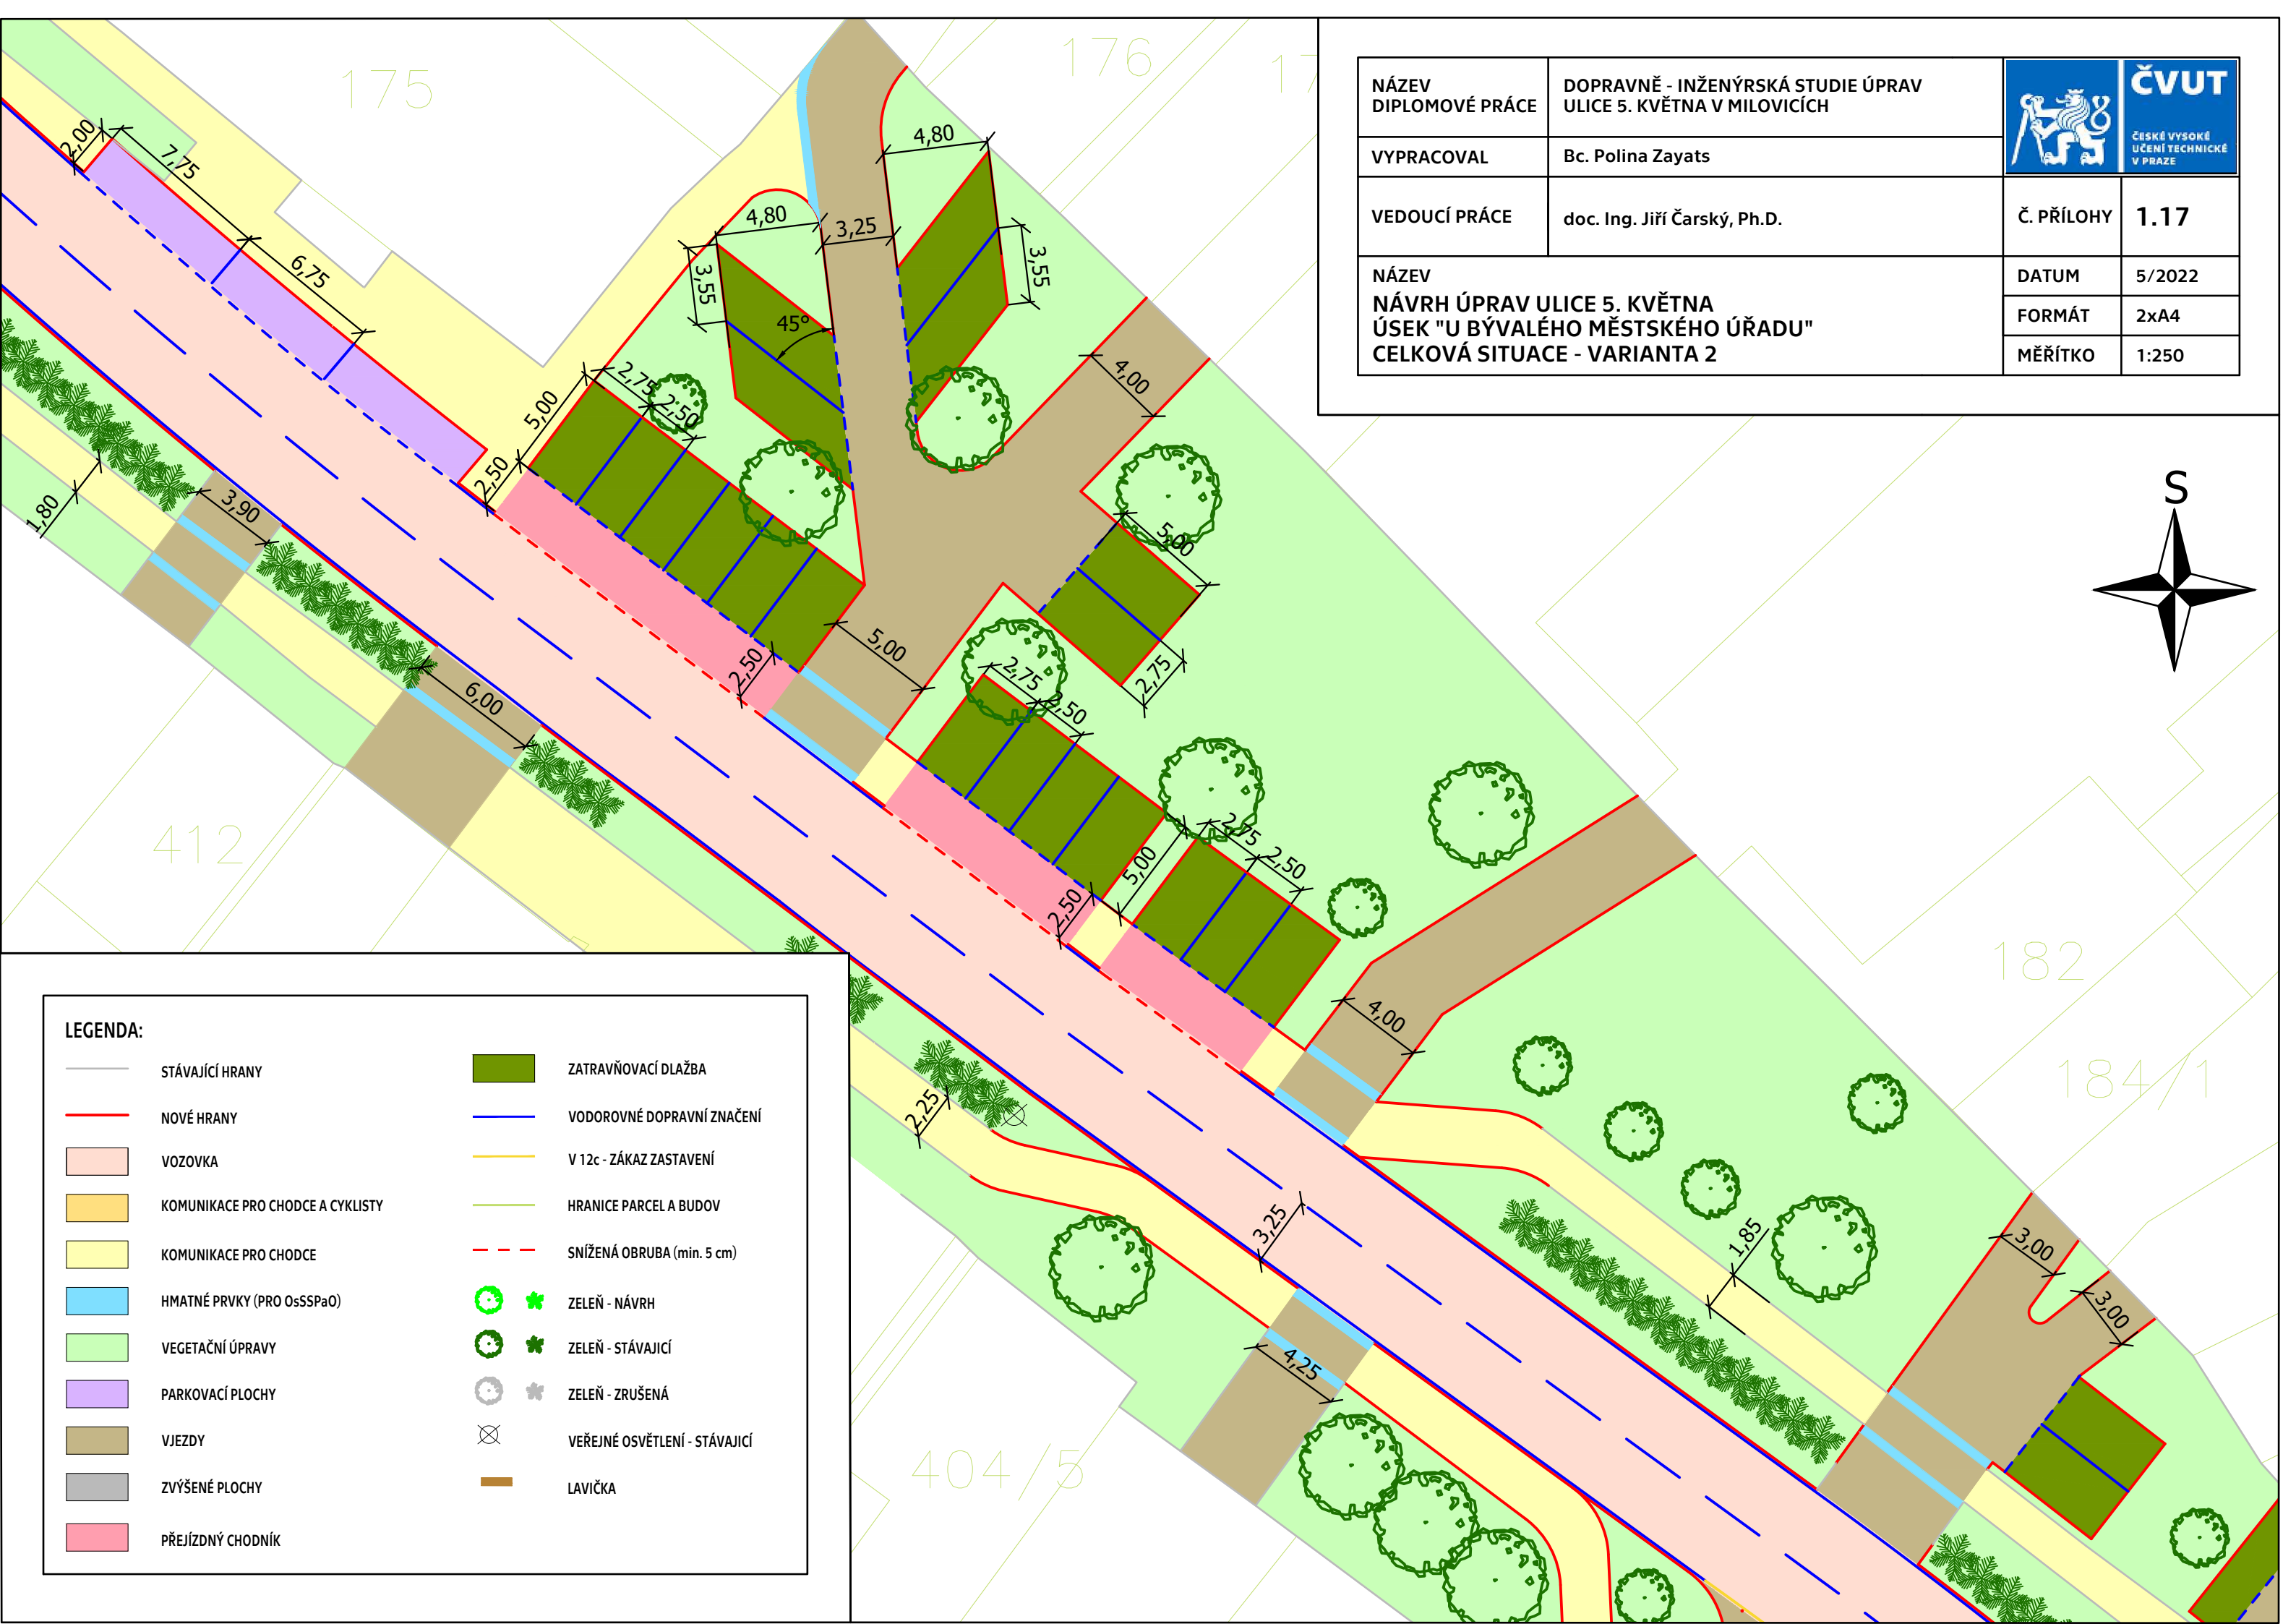 NÁZEV
DIPLOMOVÉ PRÁCE
DOPRAVNĚ - INŽENÝRSKÁ STUDIE ÚPRAV
ULICE 5. KVĚTNA V MILOVICÍCH
ČVUT
ČESKÉ VYSOKÉ
UČENÍ TECHNICKÉ
V PRAZE
VYPRACOVAL
Bc. Polina Zayats
VEDOUCÍ PRÁCE
doc. Ing. Jiří Čarský, Ph.D.
Č. PŘÍLOHY
1.17
NÁZEV
NÁVRH ÚPRAV ULICE 5. KVĚTNA
ÚSEK "U BÝVALÉHO MĚSTSKÉHO ÚŘADU"
CELKOVÁ SITUACE - VARIANTA 2
DATUM
5/2022
FORMÁT
2xA4
MĚŘÍTKO
1:250
S
175
176
17
2,00
7,75
6,75
4,80
4,80
3,25
3,55
3,55
45°
2,75
2,50
5,00
2,50
4,00
1,80
3,90
5,00
2,75
5,00
2,50
6,00
2,75
2,50
412
2,75
2,50
5,00
2,50
4,00
182
184/1
2,25
3,25
1,85
3,00
3,00
4,25
404/5
LEGENDA:
STÁVAJÍCÍ HRANY
NOVÉ HRANY
VOZOVKA
KOMUNIKACE PRO CHODCE A CYKLISTY
KOMUNIKACE PRO CHODCE
HMATNÉ PRVKY (PRO OsSSPaO)
VEGETAČNÍ ÚPRAVY
PARKOVACÍ PLOCHY
VJEZDY
ZVÝŠENÉ PLOCHY
PŘEJÍZDNÝ CHODNÍK
ZATRAVŇOVACÍ DLAŽBA
VODOROVNÉ DOPRAVNÍ ZNAČENÍ
V 12c - ZÁKAZ ZASTAVENÍ
HRANICE PARCEL A BUDOV
SNÍŽENÁ OBRUBA (min. 5 cm)
ZELEŇ - NÁVRH
ZELEŇ - STÁVAJICÍ
ZELEŇ - ZRUŠENÁ
VEŘEJNÉ OSVĚTLENÍ - STÁVAJICÍ
LAVIČKA